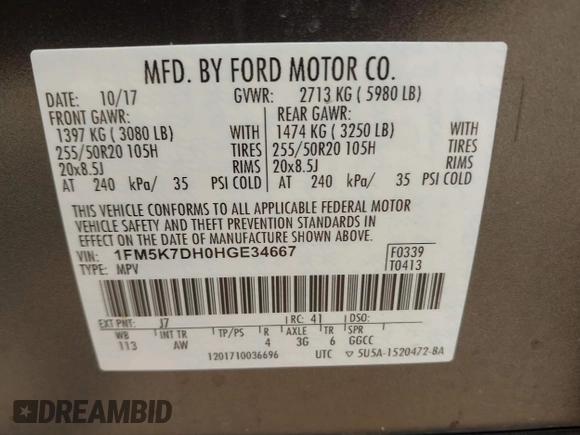 MFD. BY FORD MOTOR CO.
DATE: 10/17 GVWR: 2713 KG ( 5980 LB)
FRONT GAWR: REAR GAWR:
1397 KG ( 3080 LB) WITH 1474 KG ( 3250 LB) WITH
255/50R20 105H TIRES 255/50R20 105H TIRES
20x8.5J RIMS 20x8.5J RIMS
AT 240 kPa/ 35 PSI COLD AT 240 kPa/ 35 PSI COLD
THIS VEHICLE CONFORMS TO ALL APPLICABLE FEDERAL MOTOR
VEHICLE SAFETY AND THEFT PREVENTION STANDARDS IN
EFFECT ON THE DATE OF MANUFACTURE SHOWN ABOVE.
VIN: 1FM5K7DH0HGE34667 F0339
TYPE: MPV T0413
EXT PNT: J7 RC: 41 DSO:
WB INT TR TP/PS R AXLE TR SPR
113 AW 4 3G 6 GGCC
1201710036696 UTC ▽ 5U5A-1520472-BA
DREAMBID